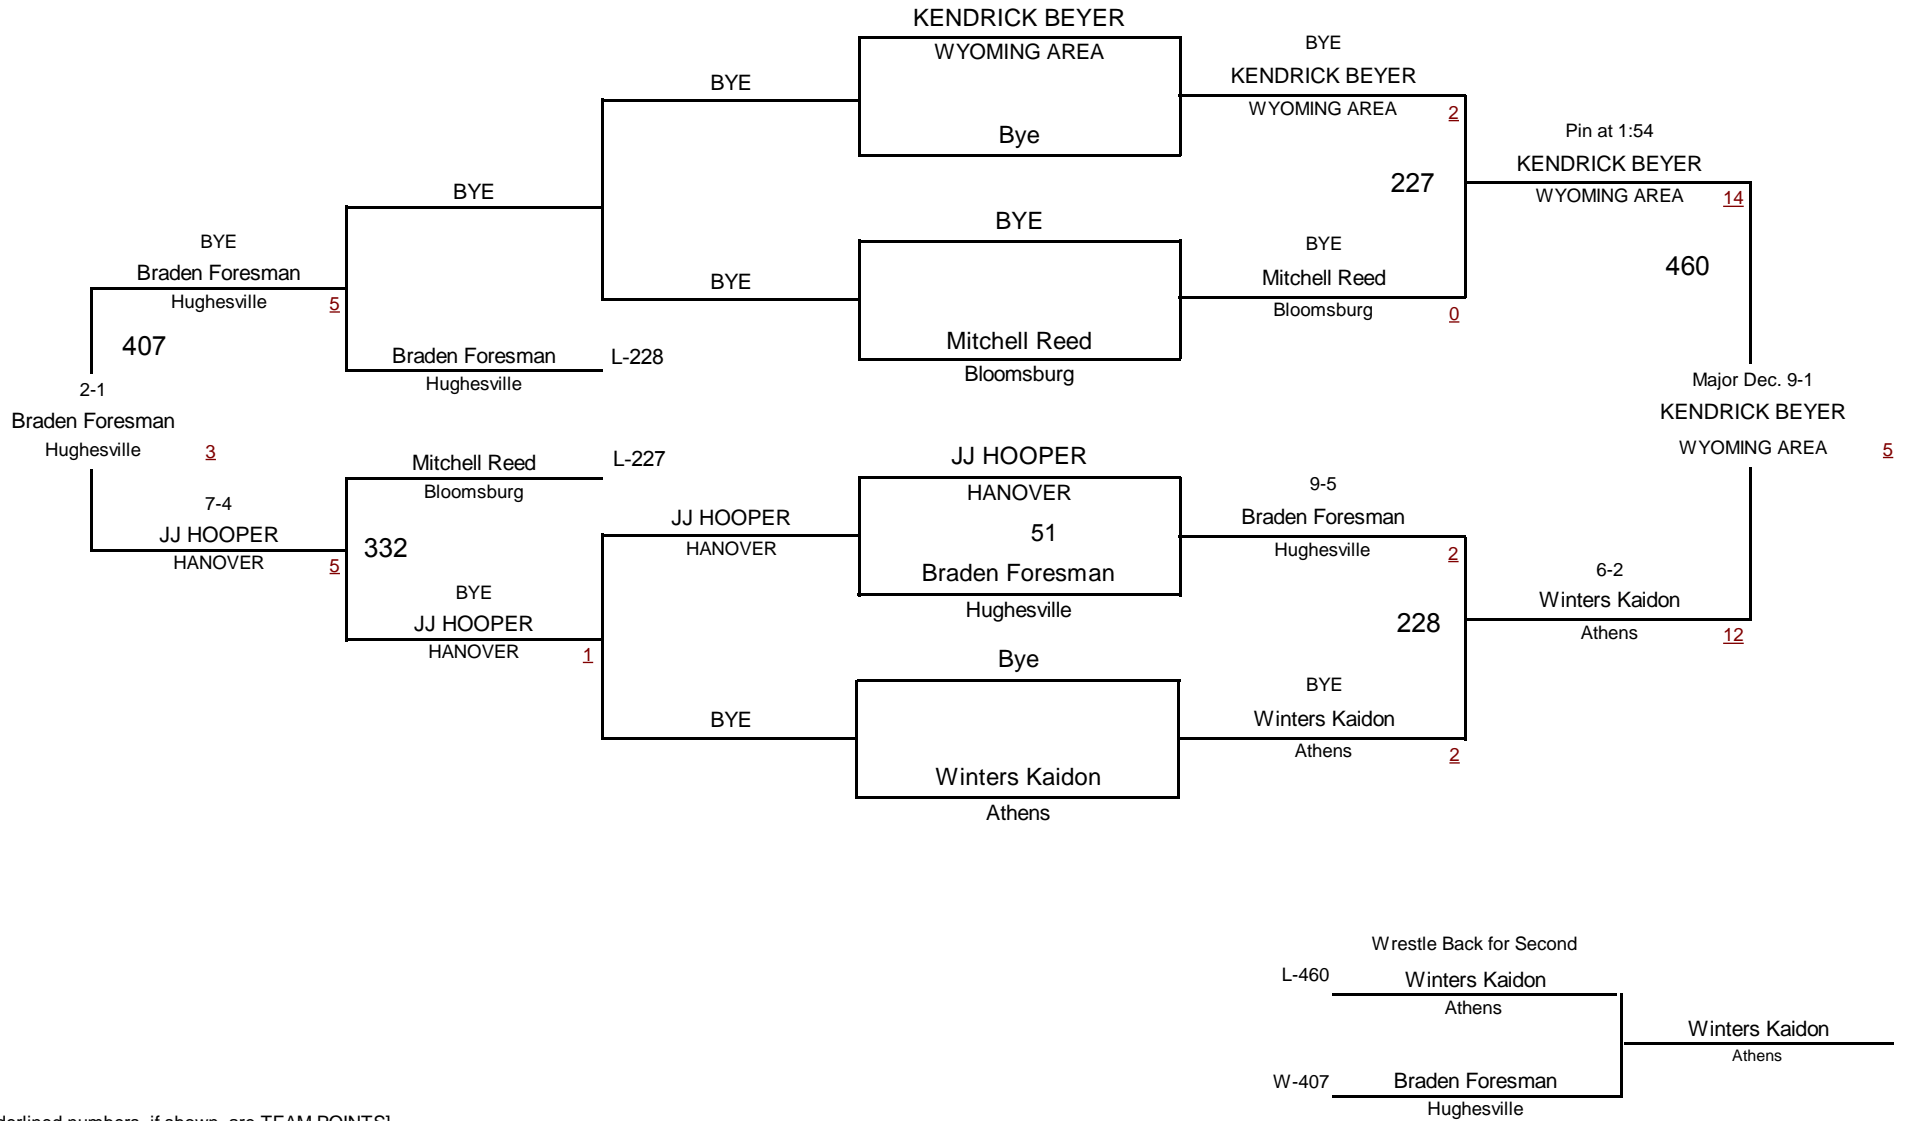 KENDRICK BEYER
WYOMING AREA
Bye
BYE
Mitchell Reed
Bloomsburg
JJ HOOPER
HANOVER
51
Braden Foresman
Hughesville
Bye
Winters Kaidon
Athens
BYE
KENDRICK BEYER
WYOMING AREA
2
227
BYE
Mitchell Reed
Bloomsburg
0
9-5
Braden Foresman
Hughesville
2
228
BYE
Winters Kaidon
Athens
2
Pin at 1:54
KENDRICK BEYER
WYOMING AREA
14
460
6-2
Winters Kaidon
Athens
12
Major Dec. 9-1
KENDRICK BEYER
WYOMING AREA
5
BYE
BYE
JJ HOOPER
HANOVER
BYE
BYE
Braden Foresman
L-228
Hughesville
Mitchell Reed
L-227
Bloomsburg
332
BYE
JJ HOOPER
HANOVER
1
BYE
Braden Foresman
Hughesville
5
407
7-4
JJ HOOPER
HANOVER
5
2-1
Braden Foresman
Hughesville
3
Wrestle Back for Second
L-460
Winters Kaidon
Athens
W-407
Braden Foresman
Hughesville
Winters Kaidon
Athens
numbers, if shown, are TEAM POINTS]